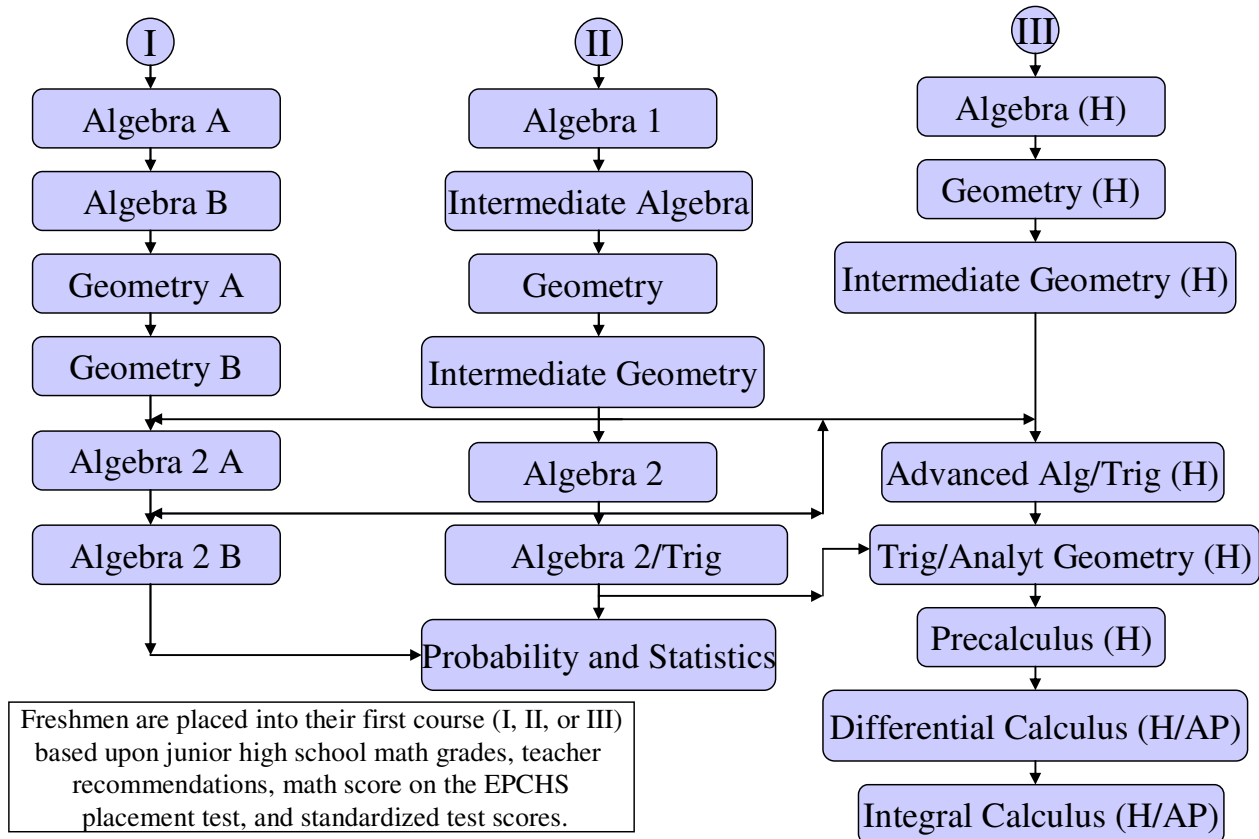 I
II
III
Algebra A
Algebra 1
Algebra (H)
Algebra B
Intermediate Algebra
Geometry (H)
Geometry A
Geometry
Intermediate Geometry (H)
Geometry B
Intermediate Geometry
Algebra 2 A
Algebra 2
Advanced Alg/Trig (H)
Algebra 2 B
Algebra 2/Trig
Trig/Analyt Geometry (H)
Probability and Statistics
Precalculus (H)
Freshmen are placed into their first course (I, II, or III)
based upon junior high school math grades, teacher
recommendations, math score on the EPCHS
placement test, and standardized test scores.
Differential Calculus (H/AP)
Integral Calculus (H/AP)